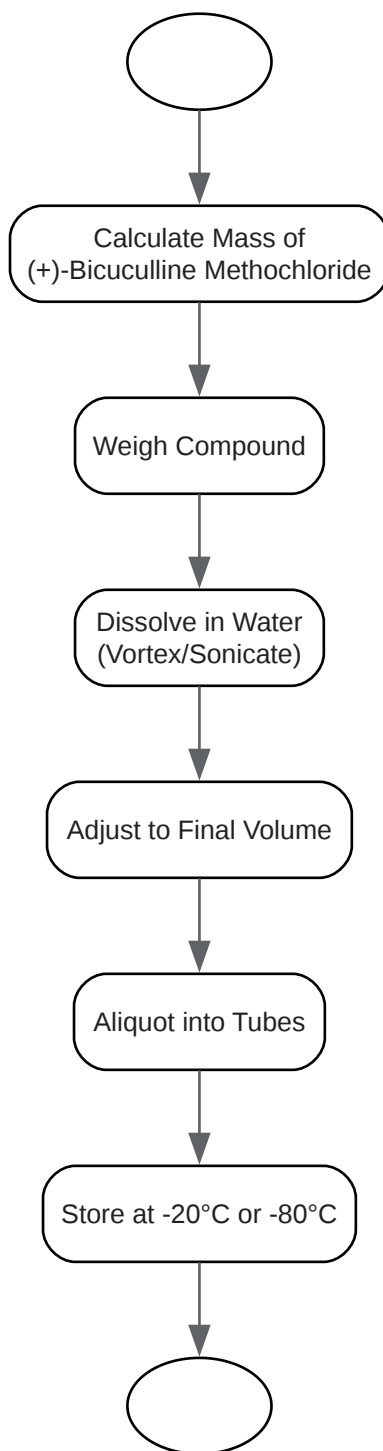 Calculate Mass of
(+)-Bicuculline Methochloride
Weigh Compound
Dissolve in Water
(Vortex/Sonicate)
Adjust to Final Volume
Aliquot into Tubes
Store at -20°C or -80°C